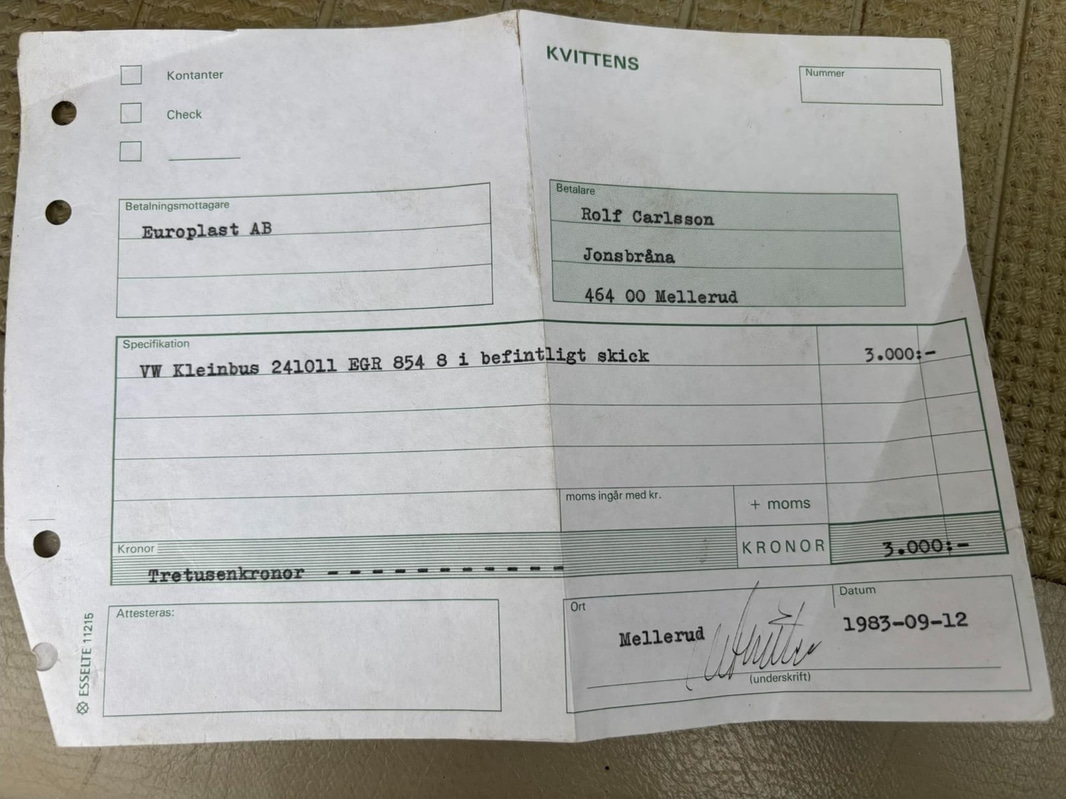 KVITTENS
Nummer
Kontanter
Check
Betalningsmottagare
Europlast AB
Betalare
Rolf Carlsson
Jonsbråna
464 00 Mellerud
Specifikation
VW Kleinbus 241011 EGR 854 8 i befintligt skick 3.000:-
moms ingår med kr.
+ moms
Kronor
Tretusenkronor - - - - - - - - - - -
KRONOR 3.000:-
Attesteras:
Ort
Mellerud
Datum
1983-09-12
(underskrift)
ESSELTE 11215